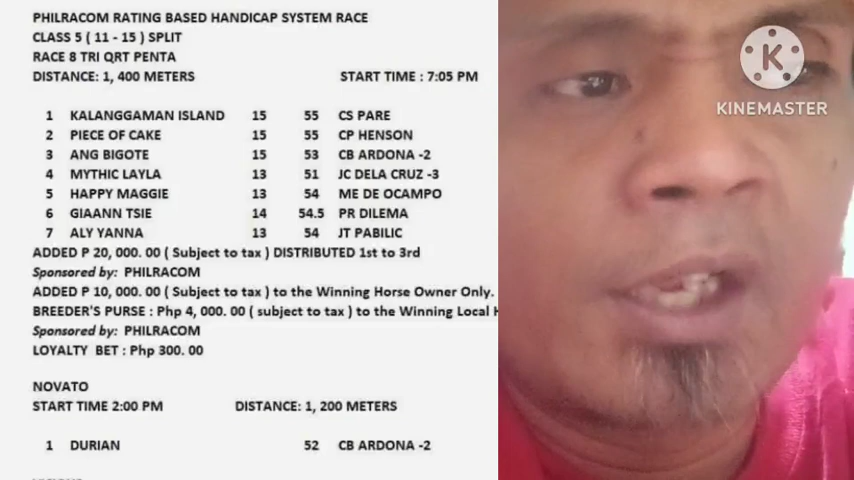 PHILRACOM RATING BASED HANDICAP SYSTEM RACE
CLASS 5 ( 11 - 15 ) SPLIT
RACE 8 TRI QRT PENTA
DISTANCE: 1, 400 METERS START TIME : 7:05 PM
1 KALANGGAMAN ISLAND 15 55 CS PARE
2 PIECE OF CAKE 15 55 CP HENSON
3 ANG BIGOTE 15 53 CB ARDONA -2
4 MYTHIC LAYLA 13 51 JC DELA CRUZ -3
5 HAPPY MAGGIE 13 54 ME DE OCAMPO
6 GIAANN TSIE 14 54.5 PR DILEMA
7 ALY YANNA 13 54 JT PABILIC
ADDED P 20, 000. 00 ( Subject to tax ) DISTRIBUTED 1st to 3rd
Sponsored by: PHILRACOM
ADDED P 10, 000. 00 ( Subject to tax ) to the Winning Horse Owner Only.
BREEDER'S PURSE : Php 4, 000. 00 ( subject to tax ) to the Winning Local
Sponsored by: PHILRACOM
LOYALTY BET : Php 300. 00
NOVATO
START TIME 2:00 PM DISTANCE: 1, 200 METERS
1 DURIAN 52 CB ARDONA -2
K
KINEMASTER